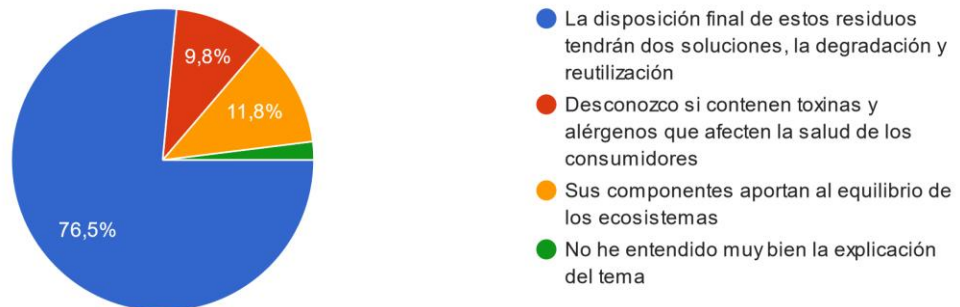 9,8%
11,8%
76,5%
La disposición final de estos residuos
tendrán dos soluciones, la degradación y
reutilización
Desconozco si contienen toxinas y
alérgenos que afecten la salud de los
consumidores
Sus componentes aportan al equilibrio de
los ecosistemas
No he entendido muy bien la explicación
del tema